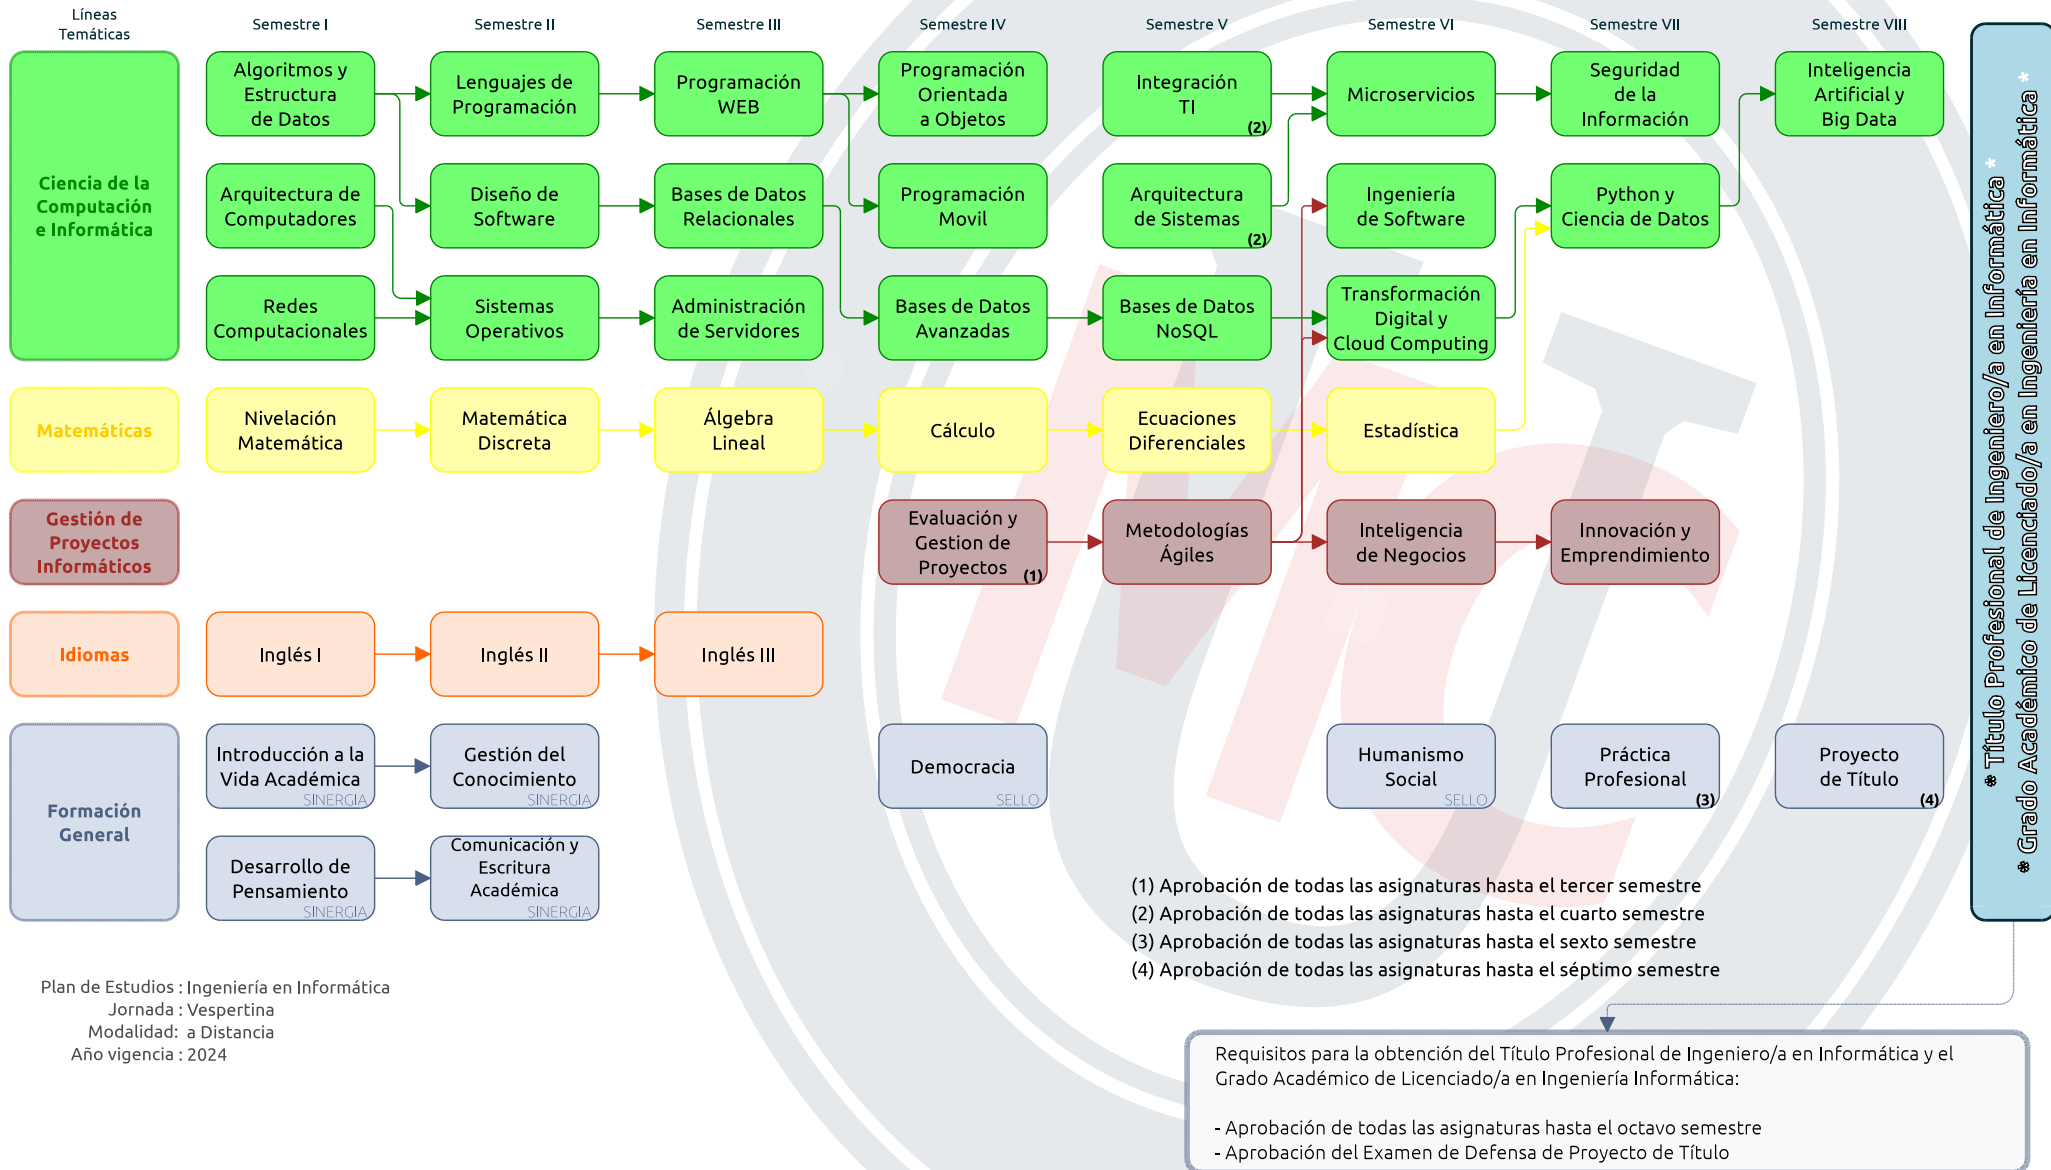 Líneas
Temáticas
Semestre I
Semestre II
Semestre III
Semestre IV
Semestre V
Semestre VI
Semestre VII
Semestre VIII
Ciencia de la
Computación
e Informática
Algoritmos y
Estructura
de Datos
Lenguajes de
Programación
Programación
WEB
Programación
Orientada
a Objetos
Integración
TI
(2)
Microservicios
Seguridad
de la
Información
Inteligencia
Artificial y
Big Data
Arquitectura de
Computadores
Diseño de
Software
Bases de Datos
Relacionales
Programación
Movil
Arquitectura
de Sistemas
(2)
Ingeniería
de Software
Python y
Ciencia de Datos
Redes
Computacionales
Sistemas
Operativos
Administración
de Servidores
Bases de Datos
Avanzadas
Bases de Datos
NoSQL
Transformación
Digital y
Cloud Computing
Matemáticas
Nivelación
Matemática
Matemática
Discreta
Álgebra
Lineal
Cálculo
Ecuaciones
Diferenciales
Estadística
Gestión de
Proyectos
Informáticos
Evaluación y
Gestion de
Proyectos
(1)
Metodologías
Ágiles
Inteligencia
de Negocios
Innovación y
Emprendimiento
Idiomas
Inglés I
Inglés II
Inglés III
Formación
General
Introducción a la
Vida Académica
SINERGIA
Gestión del
Conocimiento
SINERGIA
Democracia
SELLO
Humanismo
Social
SELLO
Práctica
Profesional
(3)
Proyecto
de Título
(4)
Desarrollo de
Pensamiento
SINERGIA
Comunicación y
Escritura
Académica
SINERGIA
* Título Profesional de Ingeniero/a en Informática *
* Grado Académico de Licenciado/a en Ingeniería en Informática *
(1) Aprobación de todas las asignaturas hasta el tercer semestre
(2) Aprobación de todas las asignaturas hasta el cuarto semestre
(3) Aprobación de todas las asignaturas hasta el sexto semestre
(4) Aprobación de todas las asignaturas hasta el séptimo semestre
Plan de Estudios : Ingeniería en Informática
Jornada : Vespertina
Modalidad: a Distancia
Año vigencia : 2024
Requisitos para la obtención del Título Profesional de Ingeniero/a en Informática y el
Grado Académico de Licenciado/a en Ingeniería Informática:
- Aprobación de todas las asignaturas hasta el octavo semestre
- Aprobación del Examen de Defensa de Proyecto de Título